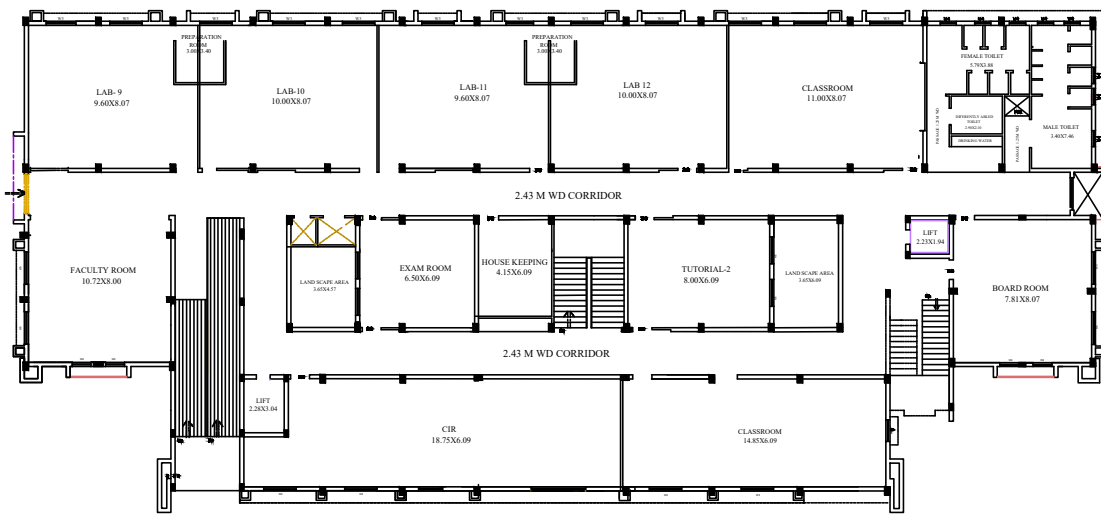 PREPARATION
ROOM
3.00X3.40
PREPARATION
ROOM
3.00X3.40
LAB- 9
9.60X8.07
LAB-10
10.00X8.07
LAB-11
9.60X8.07
LAB 12
10.00X8.07
CLASSROOM
11.00X8.07
FEMALE TOILET
5.79X3.88
DIFFERENTLY ABLED
TOILET
DRINKING WATER
MALE TOILET
3.40X7.46
2.43 M WD CORRIDOR
FACULTY ROOM
10.72X8.00
LAND SCAPE AREA
3.65X4.57
EXAM ROOM
6.50X6.09
HOUSE KEEPING
4.15X6.09
TUTORIAL-2
8.00X6.09
LAND SCAPE AREA
3.65X6.09
LIFT
2.23X1.94
BOARD ROOM
7.81X8.07
2.43 M WD CORRIDOR
LIFT
2.28X3.04
CIR
18.75X6.09
CLASSROOM
14.85X6.09